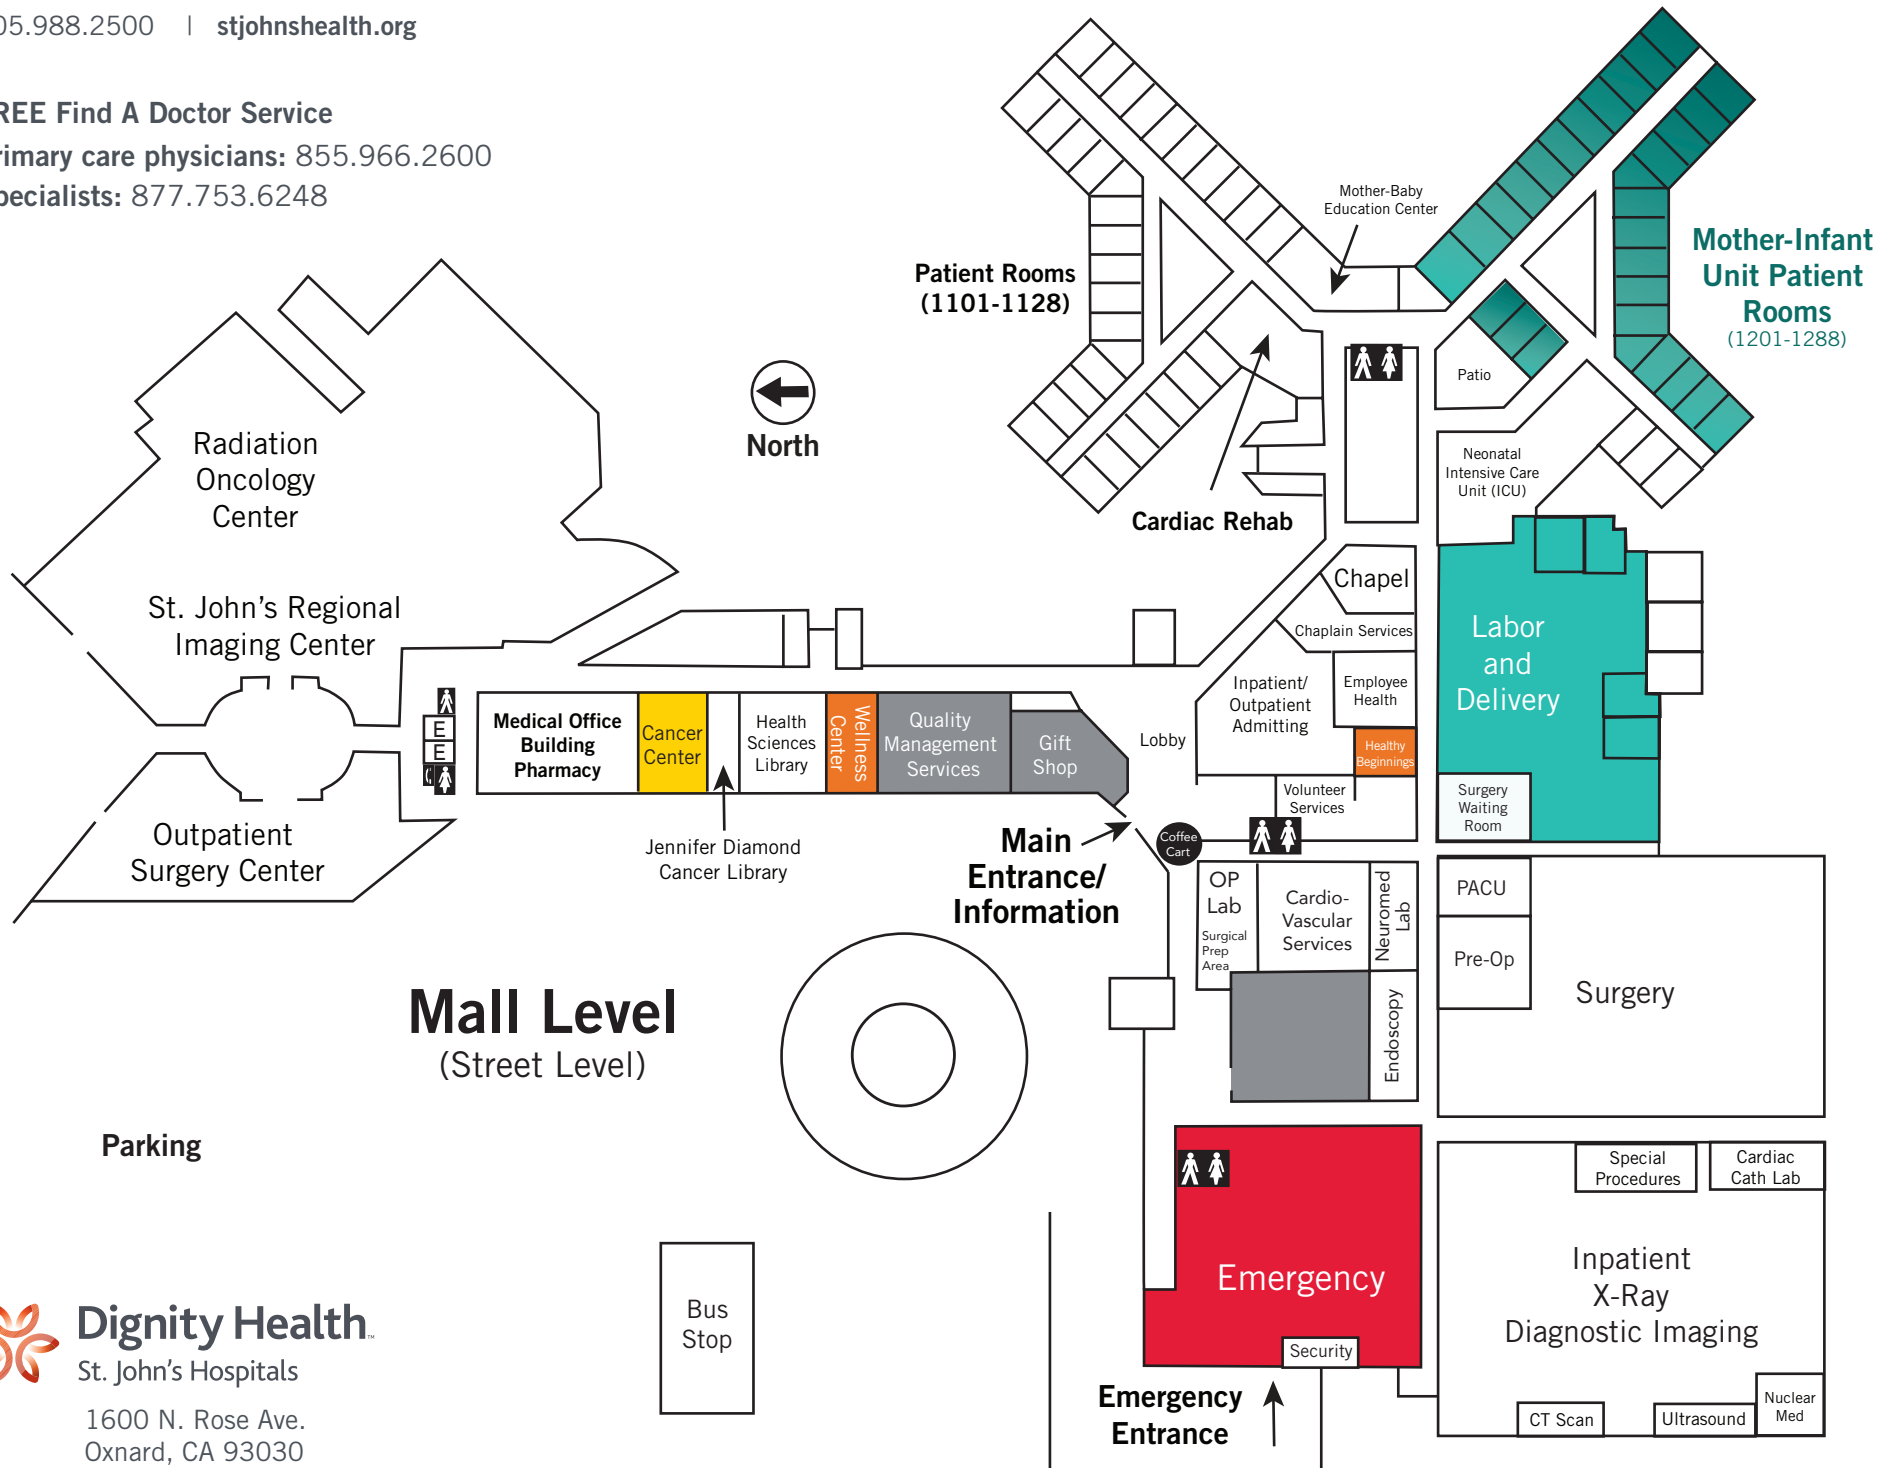 05.988.2500 | stjohnshealth.org
REE Find A Doctor Service
rimary care physicians: 855.966.2600
pecialists: 877.753.6248
Mother-Baby
Education Center
Patient Rooms
(1101-1128)
Mother-Infant
Unit Patient
Rooms
(1201-1288)
Patio
North
Cardiac Rehab
Neonatal
Intensive Care
Unit (ICU)
Radiation
Oncology
Center
St. John's Regional
Imaging Center
Outpatient
Surgery Center
E
E
Medical Office
Building
Pharmacy
Cancer
Center
Health
Sciences
Library
Wellness
Center
Quality
Management
Services
Gift
Shop
Lobby
Jennifer Diamond
Cancer Library
Chapel
Chaplain Services
Inpatient/
Outpatient
Admitting
Employee
Health
Healthy
Beginnings
Volunteer
Services
Labor
and
Delivery
Surgery
Waiting
Room
Main
Entrance/
Information
Coffee
Cart
OP
Lab
Surgical
Prep
Area
Cardio-
Vascular
Services
Neuromed
Lab
Endoscopy
PACU
Pre-Op
Surgery
Mall Level
(Street Level)
Parking
Bus
Stop
Emergency
Security
Emergency
Entrance
Special
Procedures
Cardiac
Cath Lab
Inpatient
X-Ray
Diagnostic Imaging
CT Scan
Ultrasound
Nuclear
Med
Dignity Health™
St. John's Hospitals
1600 N. Rose Ave.
Oxnard, CA 93030